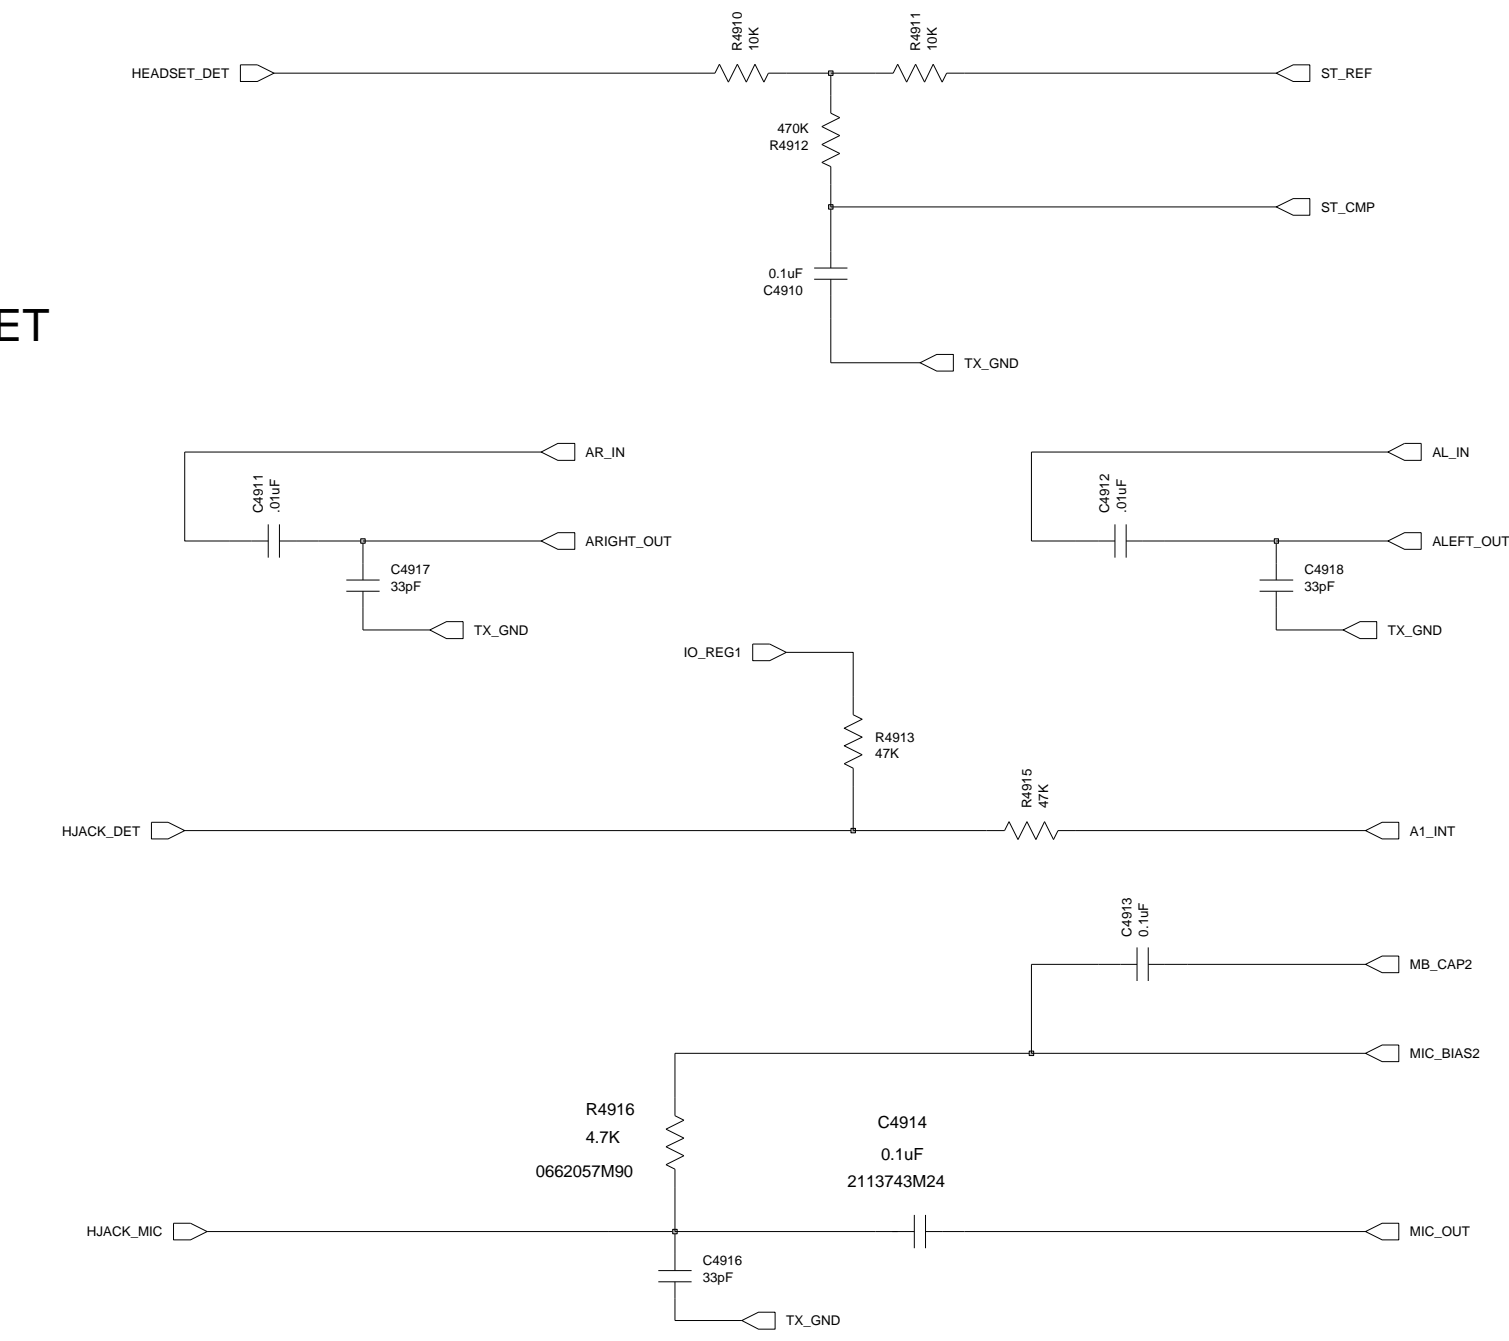 R4910
10K
R4911
10K
HEADSET_DET
ST_REF
470K
R4912
ST_CMP
0.1uF
C4910
ET
TX_GND
AR_IN
AL_IN
C4911
.01uF
C4912
.01uF
ARIGHT_OUT
ALEFT_OUT
C4917
33pF
C4918
33pF
TX_GND
TX_GND
IO_REG1
R4913
47K
R4915
47K
HJACK_DET
A1_INT
C4913
0.1uF
MB_CAP2
MIC_BIAS2
R4916
4.7K
0662057M90
C4914
0.1uF
2113743M24
HJACK_MIC
MIC_OUT
C4916
33pF
TX_GND